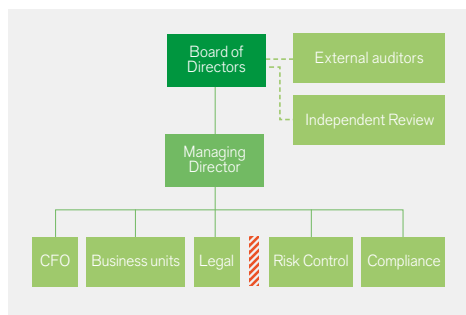 Board of
Directors
External auditors
Independent Review
Managing
Director
CFO
Business units
Legal
Risk Control
Compliance